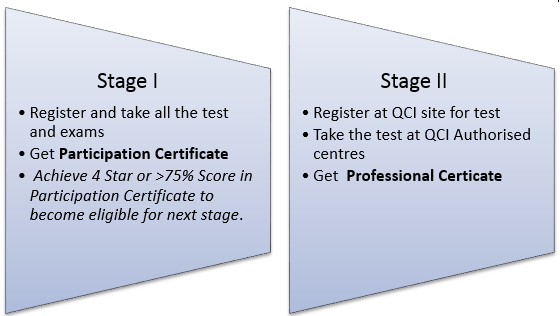 Stage I
• Register and take all the test
and exams
• Get Participation Certificate
• Achieve 4 Star or >75% Score in
Participation Certificate to
become eligible for next stage.
Stage II
• Register at QCI site for test
• Take the test at QCI Authorised
centres
• Get Professional Certicate